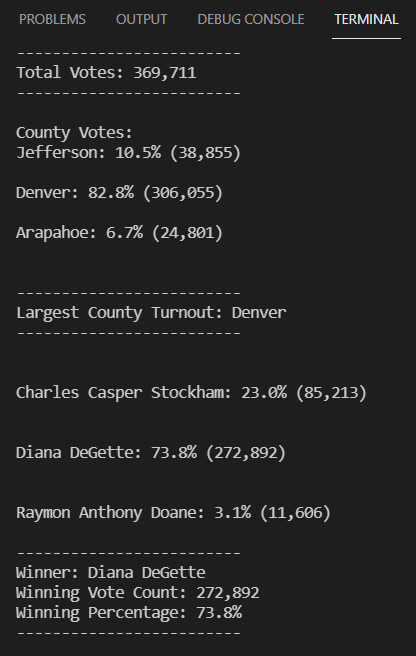 PROBLEMS OUTPUT DEBUG CONSOLE TERMINAL
-------------------------
Total Votes: 369,711
-------------------------
County Votes:
Jefferson: 10.5% (38,855)
Denver: 82.8% (306,055)
Arapahoe: 6.7% (24,801)
-------------------------
Largest County Turnout: Denver
-------------------------
Charles Casper Stockham: 23.0% (85,213)
Diana DeGette: 73.8% (272,892)
Raymon Anthony Doane: 3.1% (11,606)
-------------------------
Winner: Diana DeGette
Winning Vote Count: 272,892
Winning Percentage: 73.8%
-------------------------